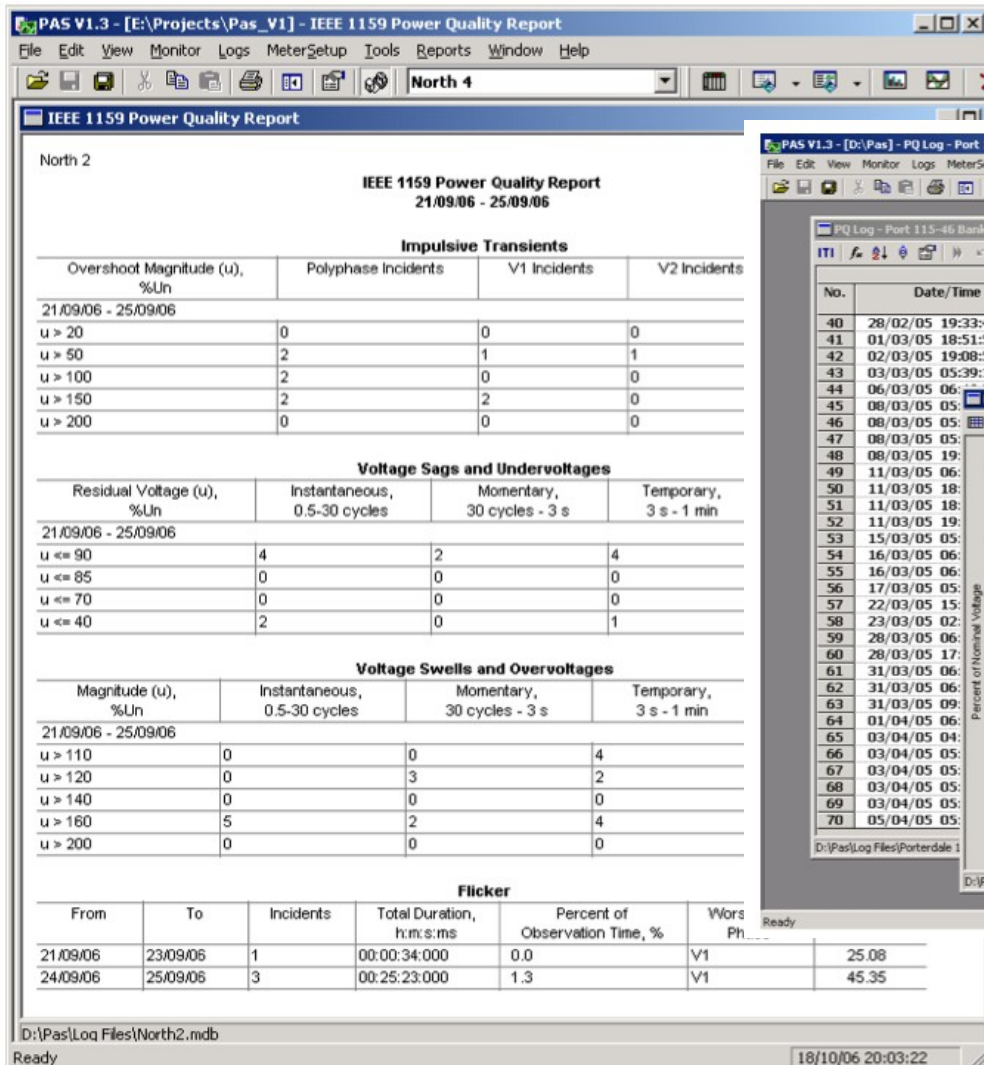 PAS V1.3 - [E:\Projects\Pas_V1] - IEEE 1159 Power Quality Report
File Edit View Monitor Logs MeterSetup Tools Reports Window Help
North 4
IEEE 1159 Power Quality Report
North 2
IEEE 1159 Power Quality Report
21/09/06 - 25/09/06
Impulsive Transients
Overshoot Magnitude (u), %Un Polyphase Incidents V1 Incidents V2 Incidents
21/09/06 - 25/09/06
u > 20 0 0 0
u > 50 2 1 1
u > 100 2 0 0
u > 150 2 2 0
u > 200 0 0 0
Voltage Sags and Undervoltages
Residual Voltage (u), Instantaneous, Momentary, Temporary,
%Un 0.5-30 cycles 30 cycles - 3 s 3 s - 1 min
21/09/06 - 25/09/06
u <= 90 4 2 4
u <= 85 0 0 0
u <= 70 0 0 0
u <= 40 2 0 1
Voltage Swells and Overvoltages
Magnitude (u), Instantaneous, Momentary, Temporary,
%Un 0.5-30 cycles 30 cycles - 3 s 3 s - 1 min
21/09/06 - 25/09/06
u > 110 0 0 4
u > 120 0 3 2
u > 140 0 0 0
u > 160 5 2 4
u > 200 0 0 0
Flicker
From To Incidents Total Duration, Percent of
h:m:s:ms Observation Time, %
21/09/06 23/09/06 1 00:00:34:000 0.0 V1 25.08
24/09/06 25/09/06 3 00:25:23:000 1.3 V1 45.35
D:\Pas\Log Files\North2.mdb
Ready 18/10/06 20:03:22
PAS V1.3 - [D:\Pas] - PQ Log - Port
File Edit View Monitor Logs
PQ Log - Port 115-46 Bank
ITI
No. Date/Time
40 28/02/05 19:33:
41 01/03/05 18:51:
42 02/03/05 19:08:
43 03/03/05 05:39:
44 06/03/05 06:
45 08/03/05 05:
46 08/03/05 05:
47 08/03/05 05:
48 08/03/05 19:
49 11/03/05 06:
50 11/03/05 18:
51 11/03/05 18:
52 11/03/05 19:
53 15/03/05 05:
54 16/03/05 06:
55 16/03/05 06:
56 17/03/05 05:
57 22/03/05 15:
58 23/03/05 02:
59 28/03/05 06:
60 28/03/05 17:
61 31/03/05 06:
62 31/03/05 06:
63 31/03/05 09:
64 01/04/05 06:
65 03/04/05 04:
66 03/04/05 05:
67 03/04/05 05:
68 03/04/05 05:
69 03/04/05 05:
70 05/04/05 05:
Percent of Nominal Voltage
D:\Pas\Log Files\Porterdale 1
Ready